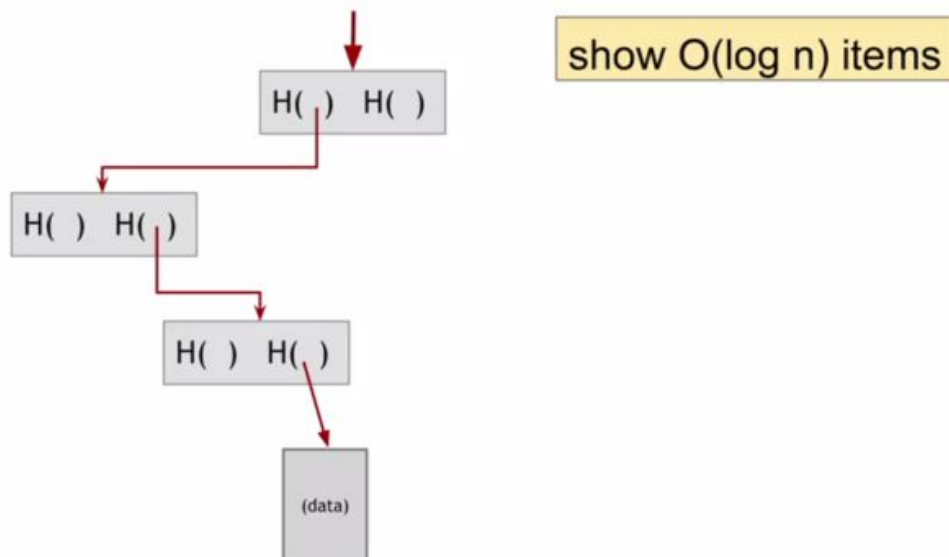 show O(log n) items
H( ) H( )
H( ) H( )
H( ) H( )
(data)